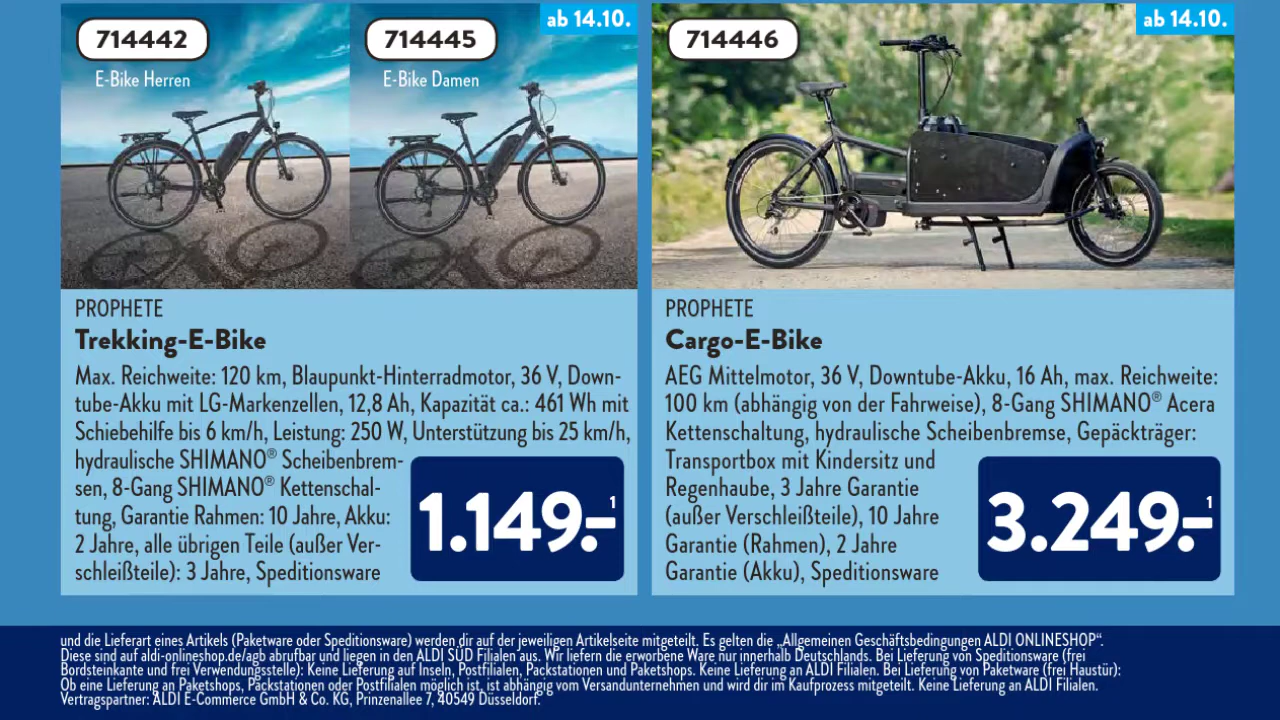 714442
E-Bike Herren
714445
E-Bike Damen
ab 14.10.
PROPHETE
Trekking-E-Bike
Max. Reichweite: 120 km, Blaupunkt-Hinterradmotor, 36 V, Down-
tube-Akku mit LG-Markenzellen, 12,8 Ah, Kapazität ca.: 461 Wh mit
Schiebehilfe bis 6 km/h, Leistung: 250 W, Unterstützung bis 25 km/h,
hydraulische SHIMANO® Scheibenbrem-
sen, 8-Gang SHIMANO® Kettenschal-
tung, Garantie Rahmen: 10 Jahre, Akku:
2 Jahre, alle übrigen Teile (außer Ver-
schleißteile): 3 Jahre, Speditionsware
1.149.–¹
714446
ab 14.10.
PROPHETE
Cargo-E-Bike
AEG Mittelmotor, 36 V, Downtube-Akku, 16 Ah, max. Reichweite:
100 km (abhängig von der Fahrweise), 8-Gang SHIMANO® Acera
Kettenschaltung, hydraulische Scheibenbremse, Gepäckträger:
Transportbox mit Kindersitz und
Regenhaube, 3 Jahre Garantie
(außer Verschleißteile), 10 Jahre
Garantie (Rahmen), 2 Jahre
Garantie (Akku), Speditionsware
3.249.–¹
und die Lieferart eines Artikels (Paketware oder Speditionsware) werden dir auf der jeweiligen Artikelseite mitgeteilt. Es gelten die „Allgemeinen Geschäftsbedingungen ALDI ONLINESHOP“.
Diese sind auf aldi-onlineshop.de/agb abrufbar und liegen in den ALDI SÜD Filialen aus. Wir liefern die erworbene Ware nur innerhalb Deutschlands. Bei Lieferung von Speditionsware (frei
Bordsteinkante und frei Verwendungsstelle): Keine Lieferung auf Inseln, Postfilialen, Packstationen und Paketshops. Keine Lieferung an ALDI Filialen. Bei Lieferung von Paketware (frei Haustür):
Ob eine Lieferung an Paketshops, Packstationen oder Postfilialen möglich ist, ist abhängig vom Versandunternehmen und wird dir im Kaufprozess mitgeteilt. Keine Lieferung an ALDI Filialen.
Vertragspartner: ALDI E-Commerce GmbH & Co. KG, Prinzenallee 7, 40549 Düsseldorf.